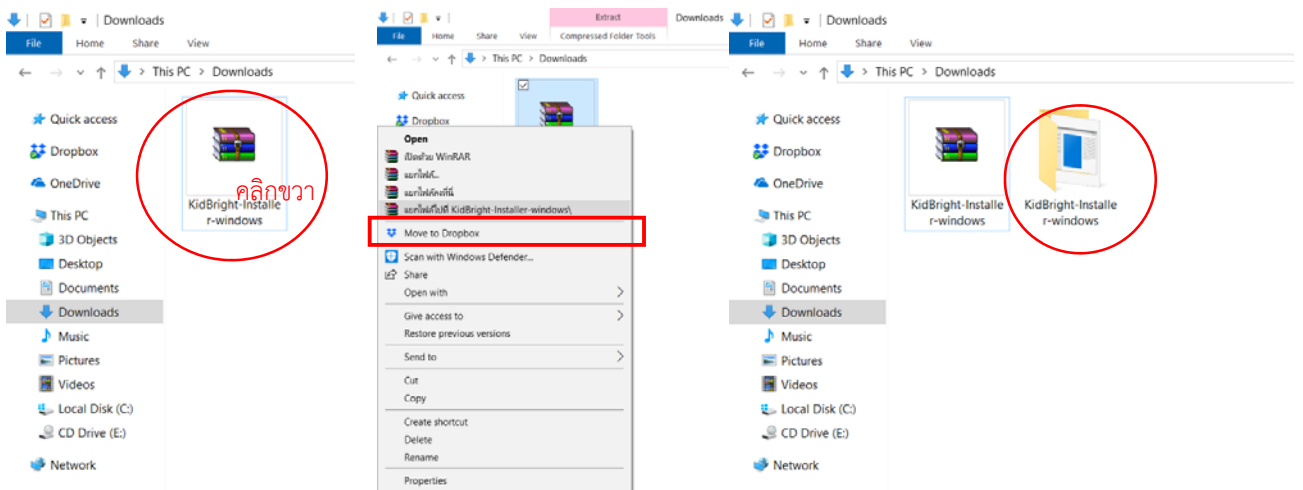 Downloads
File Home Share View
This PC > Downloads
Quick access
Dropbox
OneDrive
This PC
3D Objects
Desktop
Documents
Downloads
Music
Pictures
Videos
Local Disk (C:)
CD Drive (E:)
Network
KidBright-Installe
r-windows
คลิกขวา
Extract Downloads
File Home Share View Compressed Folder Tools
This PC > Downloads
Quick access
Dropbox
Open
เปิดด้วย WinRAR
แยกไฟล์...
แยกไฟล์ลงที่นี่
แยกไฟล์ไปที่ KidBright-Installer-windows\
Move to Dropbox
Scan with Windows Defender...
Share
Open with
Give access to
Restore previous versions
Send to
Cut
Copy
Create shortcut
Delete
Rename
Properties
Downloads
File Home Share View
This PC > Downloads
Quick access
Dropbox
OneDrive
This PC
3D Objects
Desktop
Documents
Downloads
Music
Pictures
Videos
Local Disk (C:)
CD Drive (E:)
Network
KidBright-Installe
r-windows
KidBright-Installe
r-windows